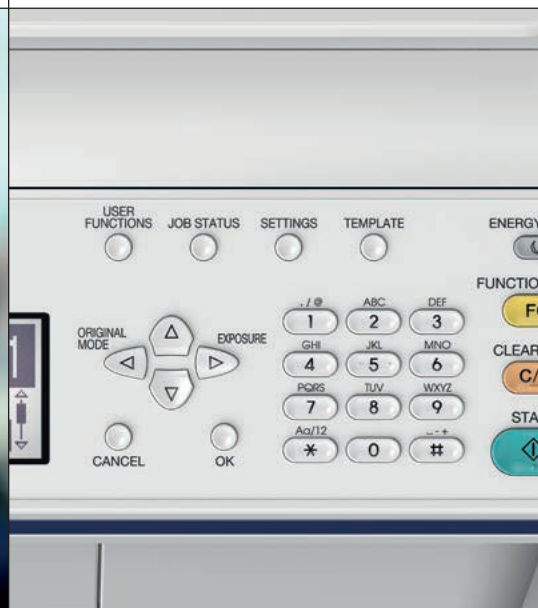 USER
FUNCTIONS JOB STATUS SETTINGS TEMPLATE ENERGY
FUNCTIO
. / @ ABC DEF
1 2 3 F
ORIGINAL
MODE EXPOSURE
GHI JKL MNO CLEAR
4 5 6 C/
PQRS TUV WXYZ
7 8 9 STA
Aa/12 _ - +
* 0 #
CANCEL OK
1